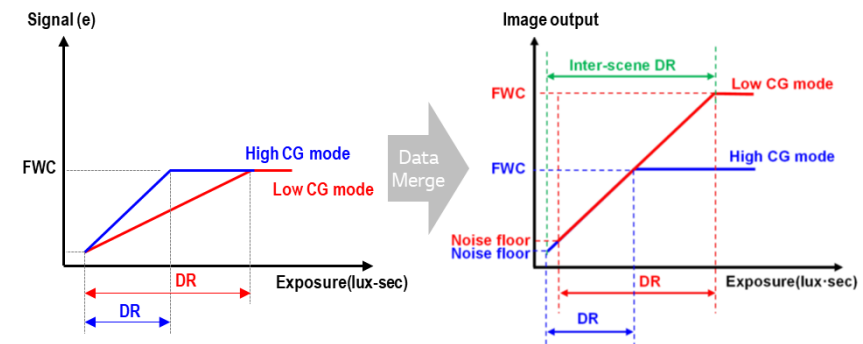 Signal (e)
FWC
High CG mode
Low CG mode
DR
DR
Exposure(lux-sec)
Data
Merge
Image output
Inter-scene DR
FWC
Low CG mode
FWC
High CG mode
Noise floor
Noise floor
DR
DR
Exposure(lux·sec)